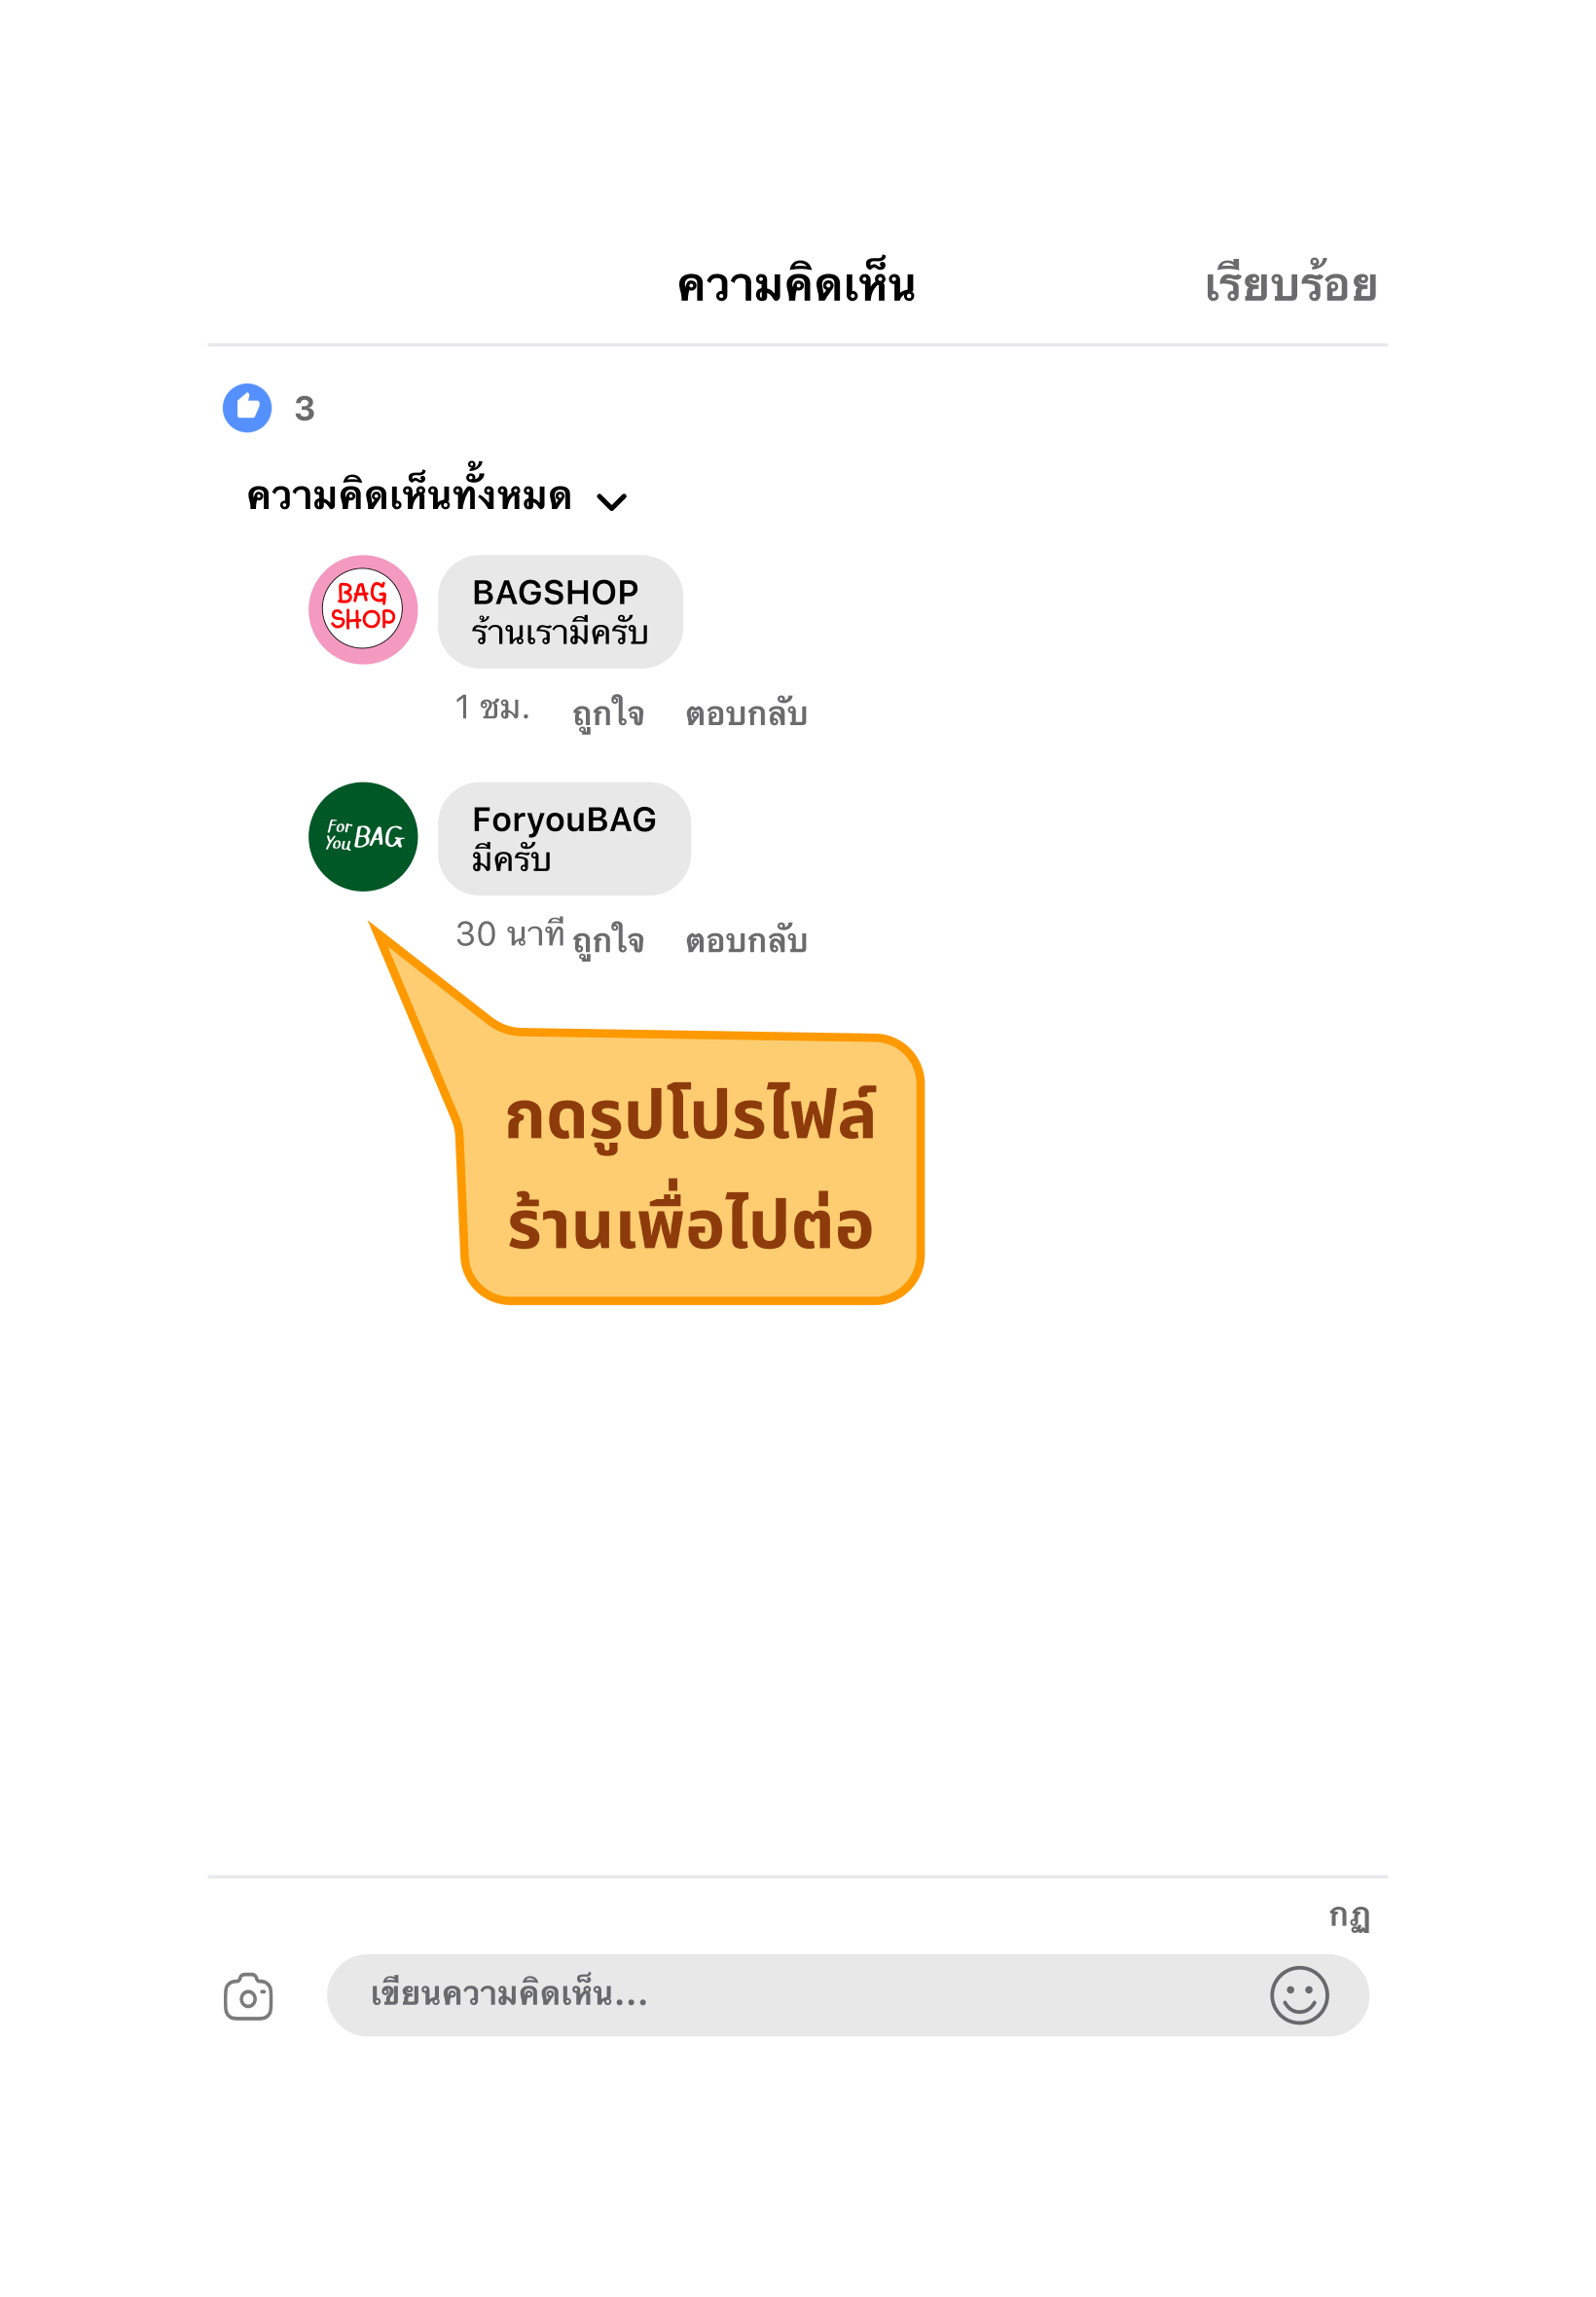 ความคิดเห็น
เรียบร้อย
3
ความคิดเห็นทั้งหมด
BAG
SHOP
BAGSHOP
ร้านเรามีครับ
1 ชม. ถูกใจ ตอบกลับ
For You BAG
ForyouBAG
มีครับ
30 นาที ถูกใจ ตอบกลับ
กดรูปโปรไฟล์
ร้านเพื่อไปต่อ
กฎ
เขียนความคิดเห็น...